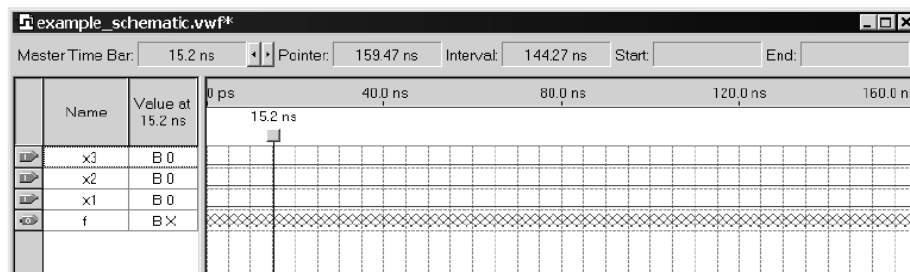 example_schematic.vwf*
Master Time Bar: 15.2 ns Pointer: 159.47 ns Interval: 144.27 ns Start: End:
Name Value at 15.2 ns
0 ps 40.0 ns 80.0 ns 120.0 ns 160.0 n
15.2 ns
x3 B 0
x2 B 0
x1 B 0
f B X